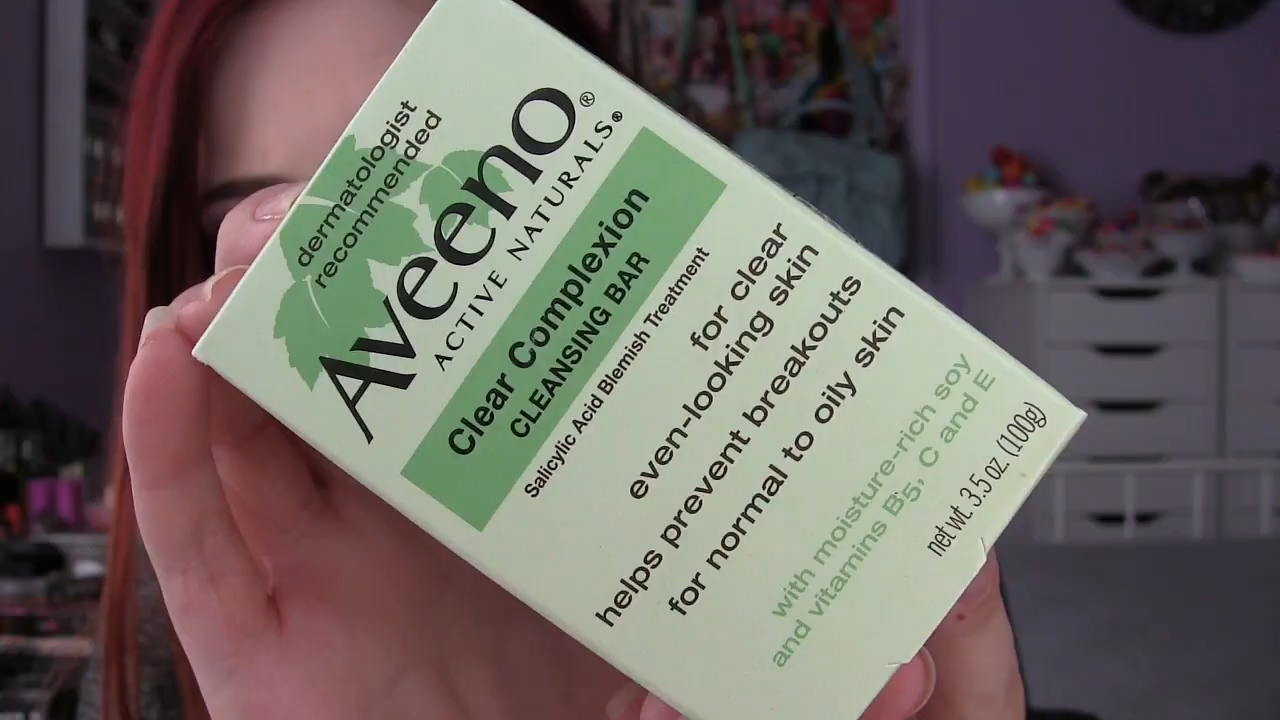 dermatologist
recommended
Aveeno®
ACTIVE NATURALS®
Clear Complexion
CLEANSING BAR
Salicylic Acid Blemish Treatment
for clear
even-looking skin
helps prevent breakouts
for normal to oily skin
with moisture-rich soy
and vitamins B5, C and E
net wt. 3.5 oz. (100g)